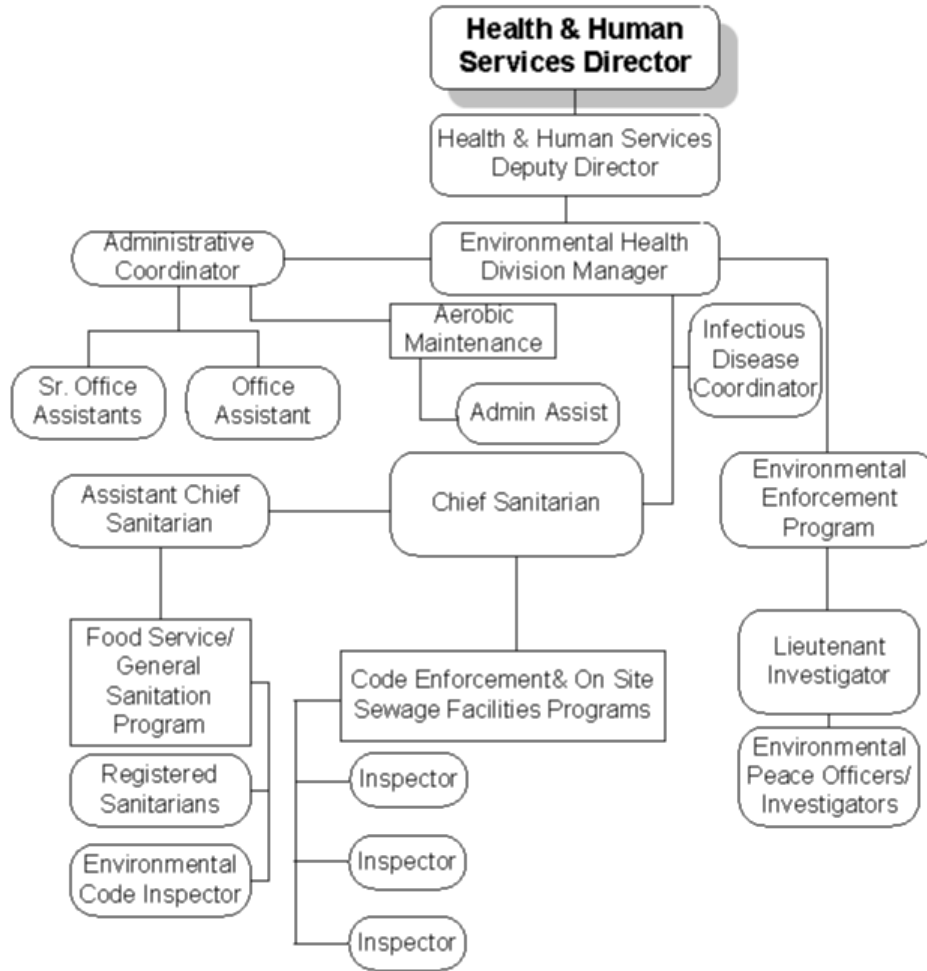 Health & Human
Services Director
Health & Human Services
Deputy Director
Administrative
Coordinator
Environmental Health
Division Manager
Aerobic
Maintenance
Infectious
Disease
Coordinator
Sr. Office
Assistants
Office
Assistant
Admin Assist
Assistant Chief
Sanitarian
Chief Sanitarian
Environmental
Enforcement
Program
Food Service/
General
Sanitation
Program
Code Enforcement& On Site
Sewage Facilities Programs
Lieutenant
Investigator
Registered
Sanitarians
Inspector
Environmental
Peace Officers/
Investigators
Environmental
Code Inspector
Inspector
Inspector